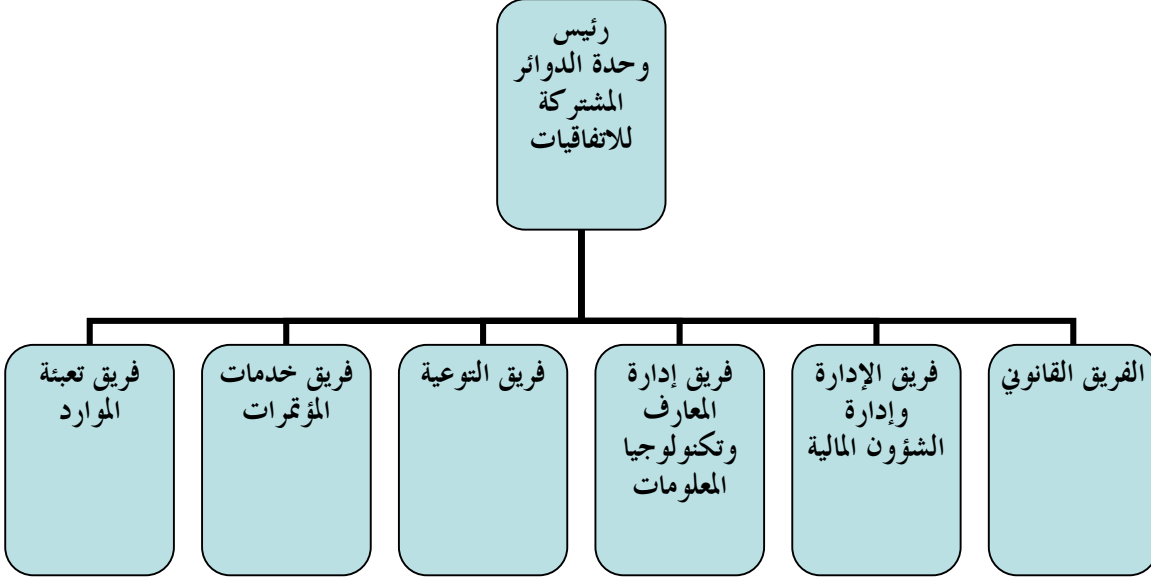 رئيس
وحدة الدوائر
المشتركة
للاتفاقيات
الفريق القانوني
فريق الإدارة
وإدارة
الشؤون المالية
فريق إدارة
المعارف
وتكنولوجيا
المعلومات
فريق التوعية
فريق خدمات
المؤتمرات
فريق تعبئة
الموارد